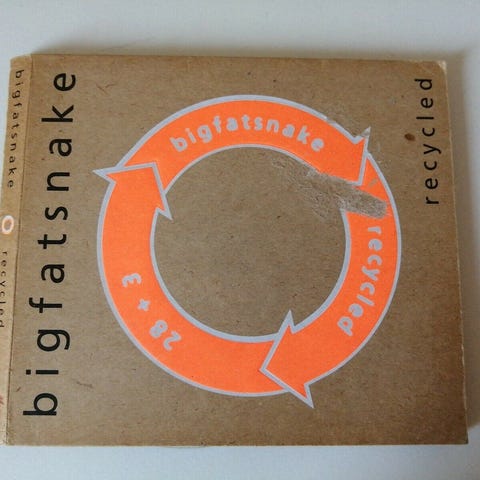 bigfatsnake
recycled
bigfatsnake
recycled
bigfatsnake
recycled
28 + 3